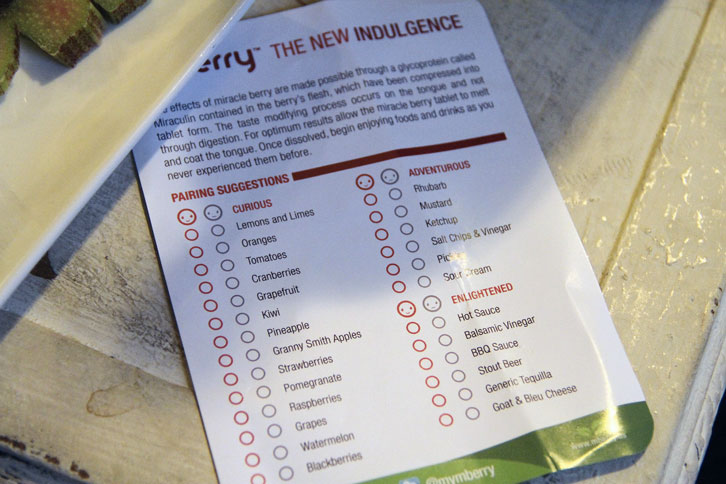 erry™ THE NEW INDULGENCE
effects of miracle berry are made possible through a glycoprotein called
Miraculin contained in the berry's flesh, which have been compressed into
tablet form. The taste modifying process occurs on the tongue and not
through digestion. For optimum results allow the miracle berry tablet to melt
and coat the tongue. Once dissolved, begin enjoying foods and drinks as you
never experienced them before.
PAIRING SUGGESTIONS
CURIOUS
Lemons and Limes
Oranges
Tomatoes
Cranberries
Grapefruit
Kiwi
Pineapple
Granny Smith Apples
Strawberries
Pomegranate
Raspberries
Grapes
Watermelon
Blackberries
ADVENTUROUS
Rhubarb
Mustard
Ketchup
Salt Chips & Vinegar
Sour Cream
ENLIGHTENED
Hot Sauce
Balsamic Vinegar
BBQ Sauce
Stout Beer
Generic Tequilla
Goat & Bleu Cheese
@mymberry